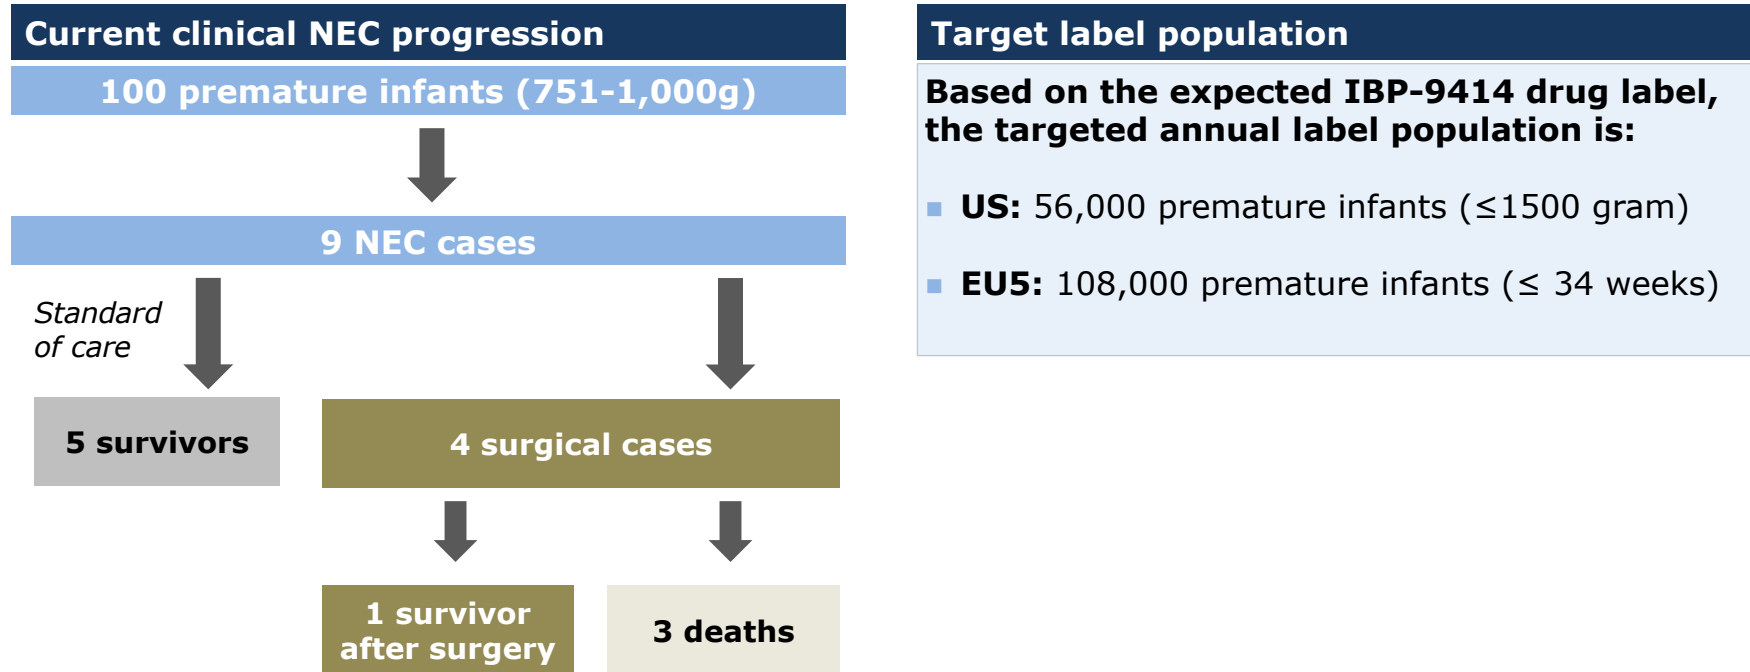 Current clinical NEC progression
100 premature infants (751-1,000g)
9 NEC cases
Standard
of care
5 survivors
4 surgical cases
1 survivor
after surgery
3 deaths
Target label population
Based on the expected IBP-9414 drug label,
the targeted annual label population is:
US: 56,000 premature infants (≤1500 gram)
EU5: 108,000 premature infants (≤ 34 weeks)